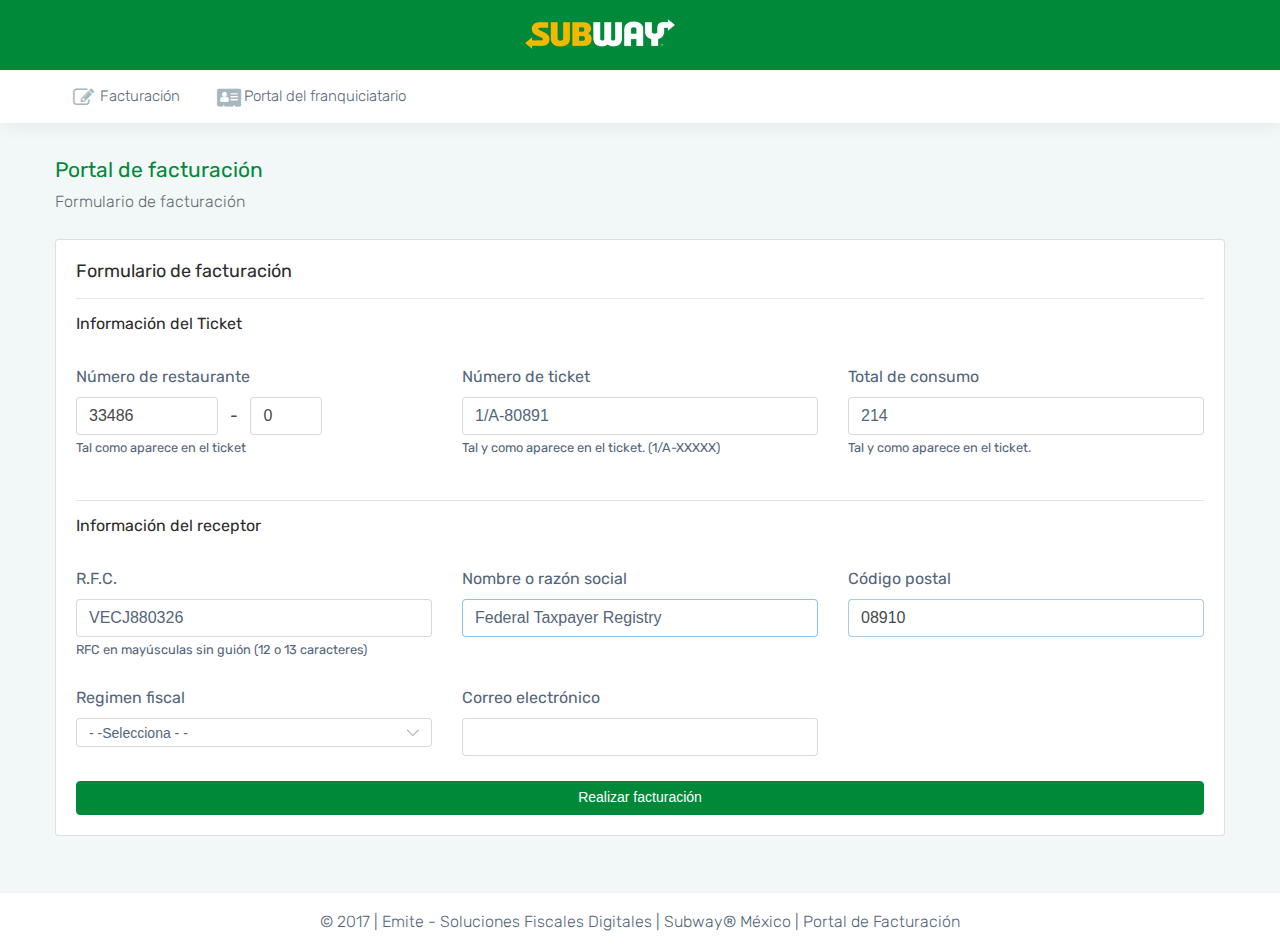 SUBWAY
Facturación Portal del franquiciatario
Portal de facturación
Formulario de facturación
Formulario de facturación
Información del Ticket
Número de restaurante Número de ticket Total de consumo
33486 - 0 1/A-80891 214
Tal como aparece en el ticket Tal y como aparece en el ticket. (1/A-XXXXX) Tal y como aparece en el ticket.
Información del receptor
R.F.C. Nombre o razón social Código postal
VECJ880326 Federal Taxpayer Registry 08910
RFC en mayúsculas sin guión (12 o 13 caracteres)
Regimen fiscal Correo electrónico
- -Selecciona - -
Realizar facturación
© 2017 | Emite - Soluciones Fiscales Digitales | Subway® México | Portal de Facturación